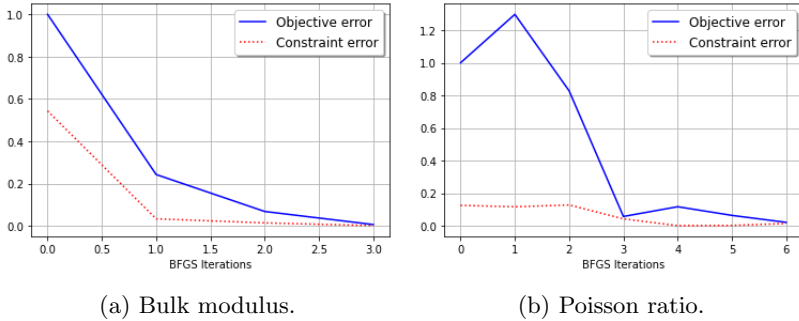 1.0
0.8
0.6
0.4
0.2
0.0
Objective error
Constraint error
0.0 0.5 1.0 1.5 2.0 2.5 3.0
BFGS Iterations
(a) Bulk modulus.
1.2
1.0
0.8
0.6
0.4
0.2
0.0
Objective error
Constraint error
0 1 2 3 4 5 6
BFGS Iterations
(b) Poisson ratio.